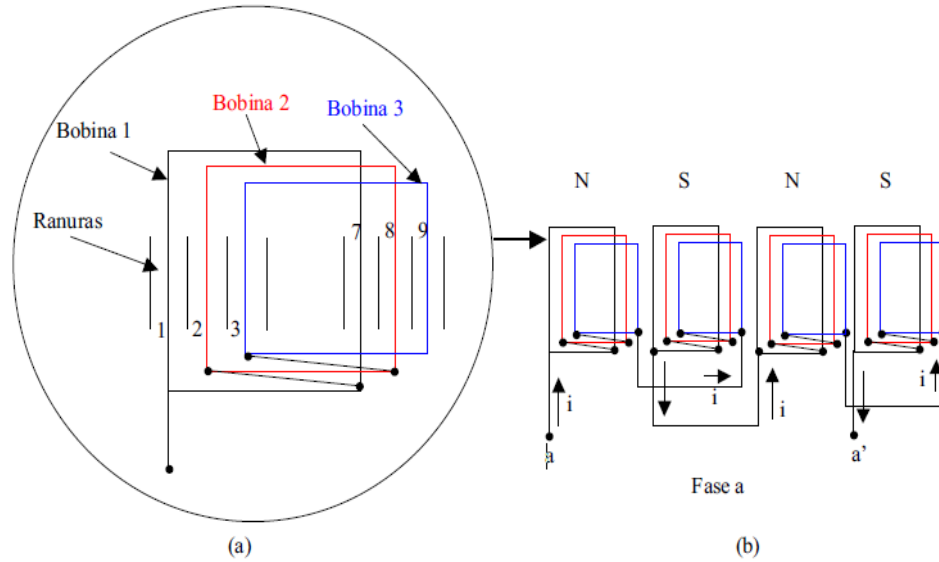 Bobina 2
Bobina 3
Bobina 1
Ranuras
7 8 9
1 2 3
(a)
N S N S
i i i i
a a'
Fase a
(b)